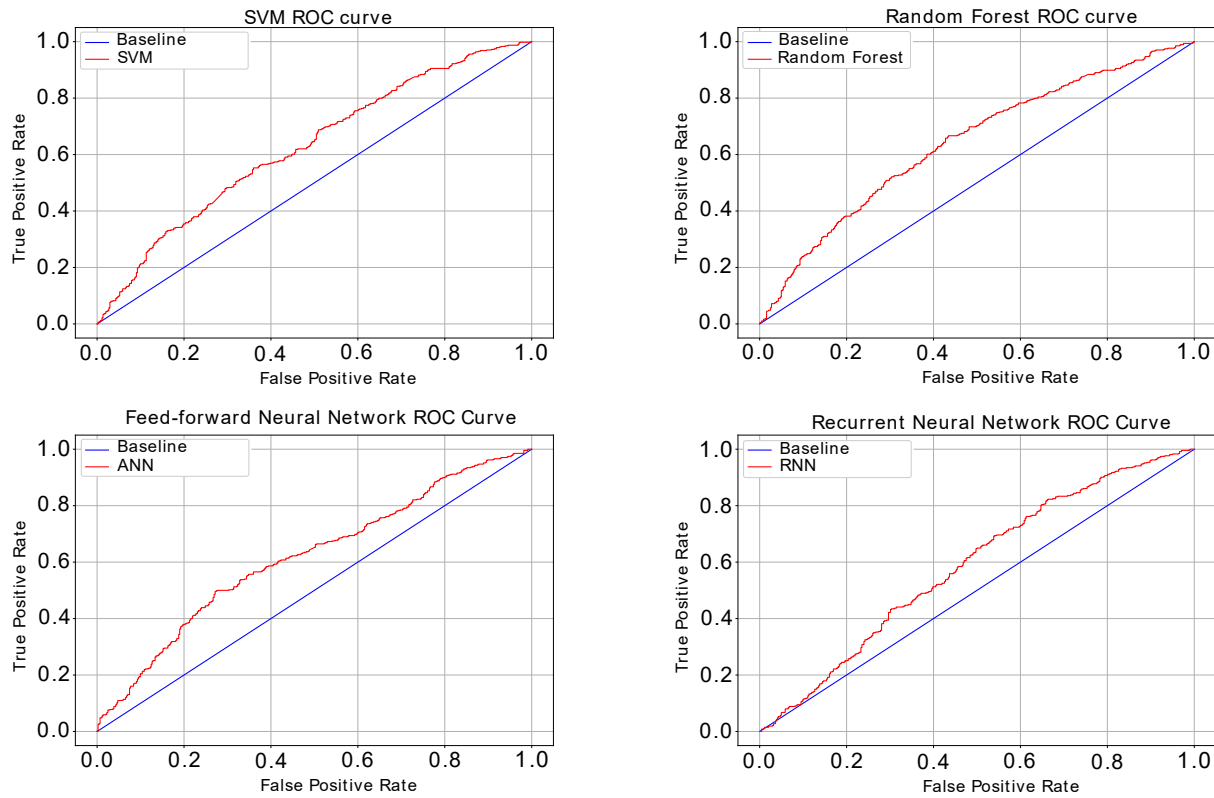 SVM ROC curve
Baseline
SVM
1.0
0.8
0.6
0.4
0.2
0.0
True Positive Rate
0.0 0.2 0.4 0.6 0.8 1.0
False Positive Rate
Random Forest ROC curve
Baseline
Random Forest
1.0
0.8
0.6
0.4
0.2
0.0
True Positive Rate
0.0 0.2 0.4 0.6 0.8 1.0
False Positive Rate
Feed-forward Neural Network ROC Curve
Baseline
ANN
1.0
0.8
0.6
0.4
0.2
0.0
True Positive Rate
0.0 0.2 0.4 0.6 0.8 1.0
False Positive Rate
Recurrent Neural Network ROC Curve
Baseline
RNN
1.0
0.8
0.6
0.4
0.2
0.0
True Positive Rate
0.0 0.2 0.4 0.6 0.8 1.0
False Positive Rate